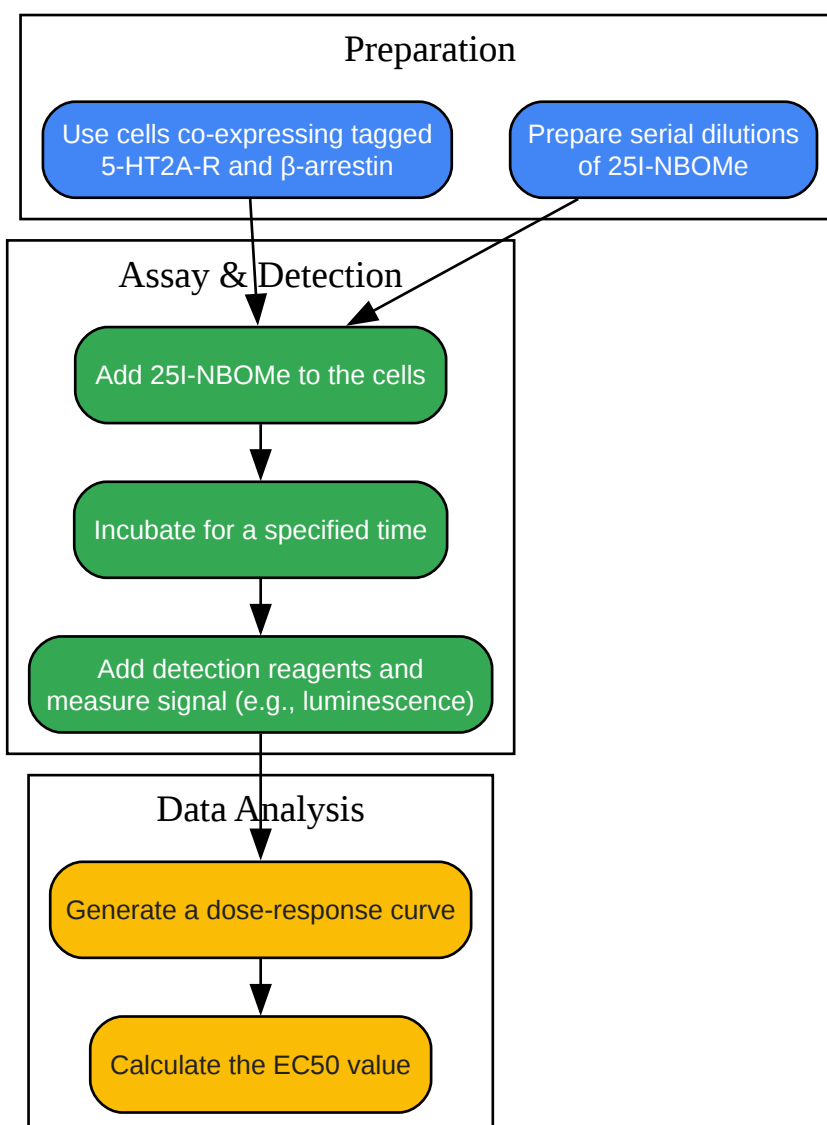 Preparation
Use cells co-expressing tagged
5-HT2A-R and β-arrestin
Prepare serial dilutions
of 25I-NBOMe
Assay & Detection
Add 25I-NBOMe to the cells
Incubate for a specified time
Add detection reagents and
measure signal (e.g., luminescence)
Data Analysis
Generate a dose-response curve
Calculate the EC50 value